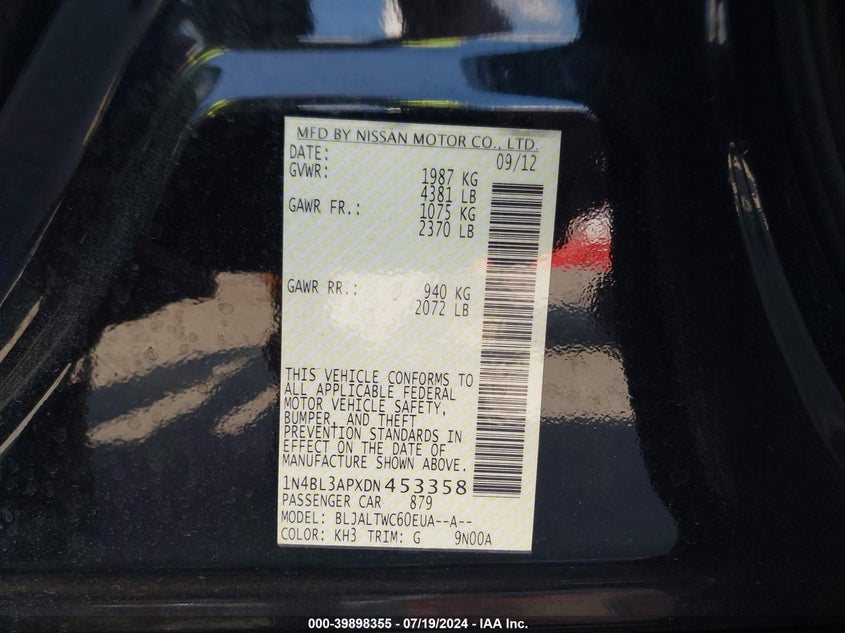 MFD BY NISSAN MOTOR CO., LTD.
DATE: 09/12
GVWR: 1987 KG
4381 LB
GAWR FR.: 1075 KG
2370 LB
GAWR RR.: 940 KG
2072 LB
THIS VEHICLE CONFORMS TO
ALL APPLICABLE FEDERAL
MOTOR VEHICLE SAFETY,
BUMPER, AND THEFT
PREVENTION STANDARDS IN
EFFECT ON THE DATE OF
MANUFACTURE SHOWN ABOVE.
1N4BL3APXDN453358
PASSENGER CAR 879
MODEL: BLJALTWC60EUA--A--
COLOR: KH3 TRIM: G 9N00A
000-39898355 - 07/19/2024 - IAA Inc.